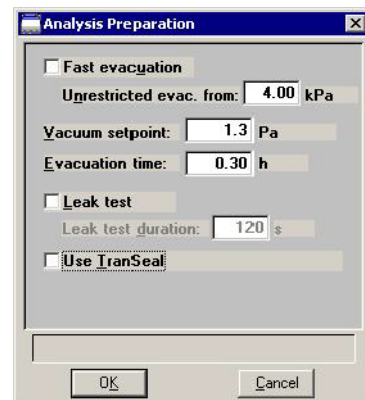 Analysis Preparation
Fast evacuation
Unrestricted evac. from: 4.00 kPa
Vacuum setpoint: 1.3 Pa
Evacuation time: 0.30 h
Leak test
Leak test duration: 120 s
Use TranSeal
OK Cancel